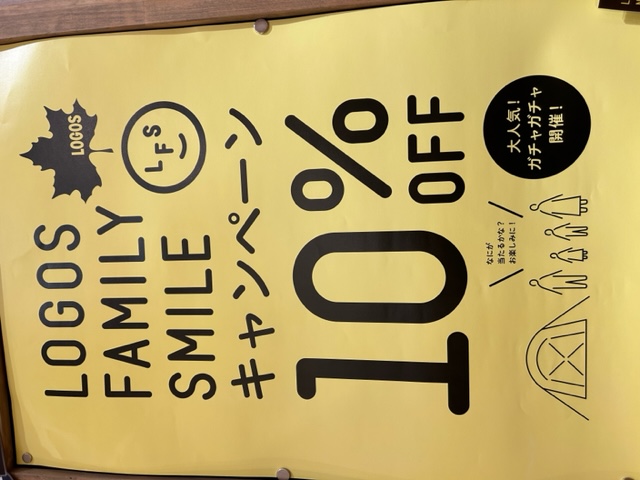 LOGOS
LFS
LOGOS
FAMILY
SMILE
キャンペーン
10%
OFF
大人気！
ガチャガチャ
開催！
なにが
当たるかな？
お楽しみに！